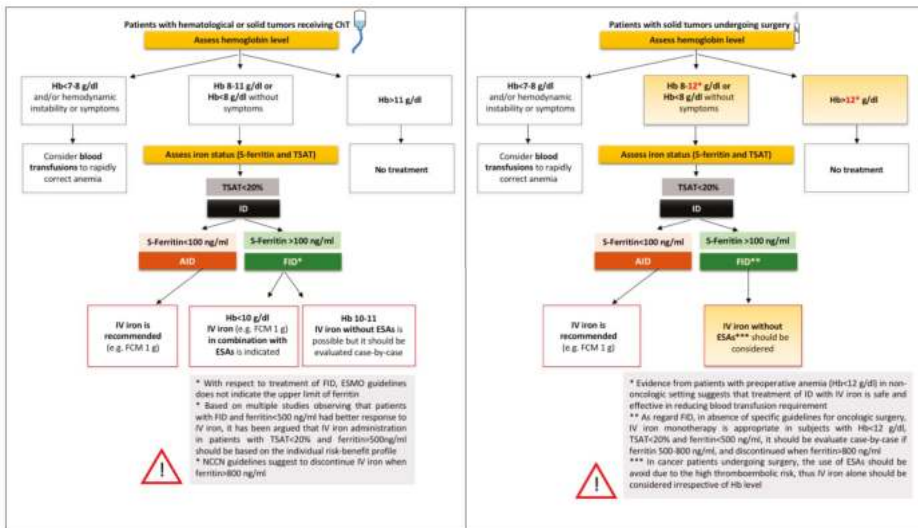 Patients with hematological or solid tumors receiving ChT
Assess hemoglobin level
Hb<7-8 g/dl
and/or hemodynamic
instability or symptoms
Hb 8-11 g/dl or
Hb<8 g/dl without
symptoms
Hb>11 g/dl
Consider blood
transfusions to rapidly
correct anemia
Assess iron status (S-ferritin and TSAT)
No treatment
TSAT<20%
ID
S-Ferritin<100 ng/ml
S-Ferritin >100 ng/ml
AID
FID*
IV iron is
recommended
(e.g. FCM 1 g)
Hb<10 g/dl
IV iron (e.g. FCM 1 g)
in combination with
ESAs is indicated
Hb 10-11
IV iron without ESAs is
possible but it should be
evaluated case-by-case
* With respect to treatment of FID, ESMO guidelines
does not indicate the upper limit of ferritin
* Based on multiple studies observing that patients
with FID and ferritin<500 ng/ml had better response to
IV iron, it has been argued that IV iron administration
in patients with TSAT<20% and ferritin>500ng/ml
should be based on the individual risk-benefit profile
* NCCN guidelines suggest to discontinue IV iron when
ferritin>800 ng/ml
Patients with solid tumors undergoing surgery
Assess hemoglobin level
Hb<7-8 g/dl
and/or hemodynamic
instability or symptoms
Hb 8-12* g/dl or
Hb<8 g/dl without
symptoms
Hb>12* g/dl
Consider blood
transfusions to rapidly
correct anemia
Assess iron status (S-ferritin and TSAT)
No treatment
TSAT<20%
ID
S-Ferritin<100 ng/ml
S-Ferritin >100 ng/ml
AID
FID**
IV iron is
recommended
(e.g. FCM 1 g)
IV iron without
ESAs*** should be
considered
* Evidence from patients with preoperative anemia (Hb<12 g/dl) in non-
oncologic setting suggests that treatment of ID with IV iron is safe and
effective in reducing blood transfusion requirement
** As regard FID, in absence of specific guidelines for oncologic surgery,
IV iron monotherapy is appropriate in subjects with Hb<12 g/dl,
TSAT<20% and ferritin<500 ng/ml, it should be evaluate case-by-case if
ferritin 500-800 ng/ml, and discontinued when ferritin>800 ng/ml
*** In cancer patients undergoing surgery, the use of ESAs should be
avoid due to the high thromboembolic risk, thus IV iron alone should be
considered irrespective of Hb level